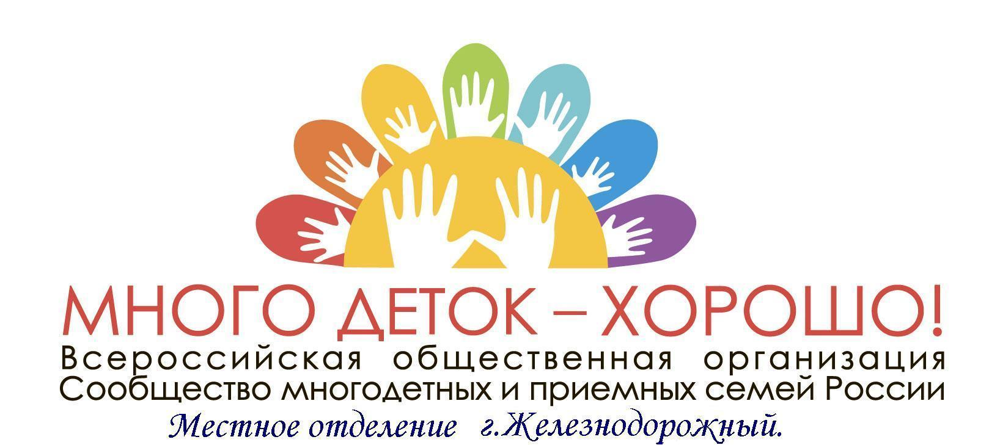 МНОГО ДЕТОК – ХОРОШО!
Всероссийская общественная организация
Сообщество многодетных и приемных семей России
Местное отделение г.Железнодорожный.